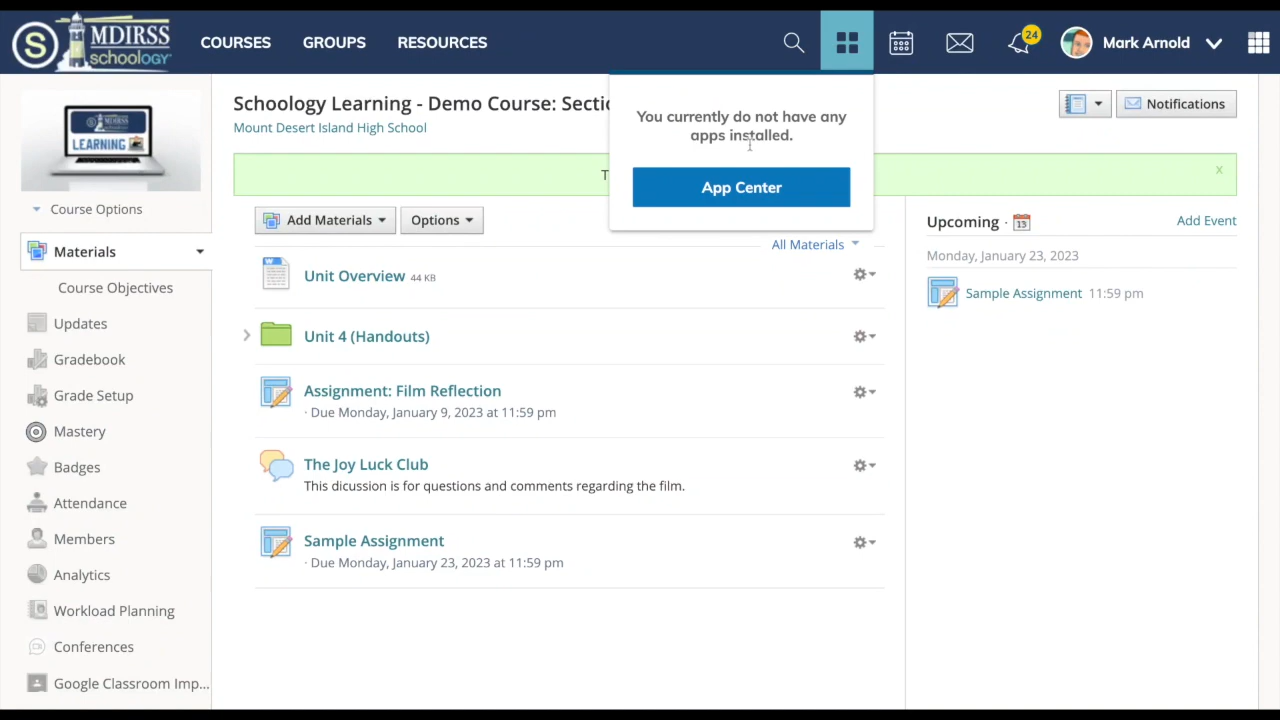 S MDIRSS
schoology
COURSES GROUPS RESOURCES
24
Mark Arnold
MDIRSS
schoology
LEARNING
Course Options
Materials
Course Objectives
Updates
Gradebook
Grade Setup
Mastery
Badges
Attendance
Members
Analytics
Workload Planning
Conferences
Google Classroom Imp...
Schoology Learning - Demo Course: Secti
Mount Desert Island High School
Notifications
You currently do not have any
apps installed.
App Center
T
x
Add Materials
Options
All Materials
Unit Overview 44 KB
Unit 4 (Handouts)
Assignment: Film Reflection
· Due Monday, January 9, 2023 at 11:59 pm
The Joy Luck Club
This dicussion is for questions and comments regarding the film.
Sample Assignment
· Due Monday, January 23, 2023 at 11:59 pm
Upcoming · 13
Add Event
Monday, January 23, 2023
Sample Assignment 11:59 pm